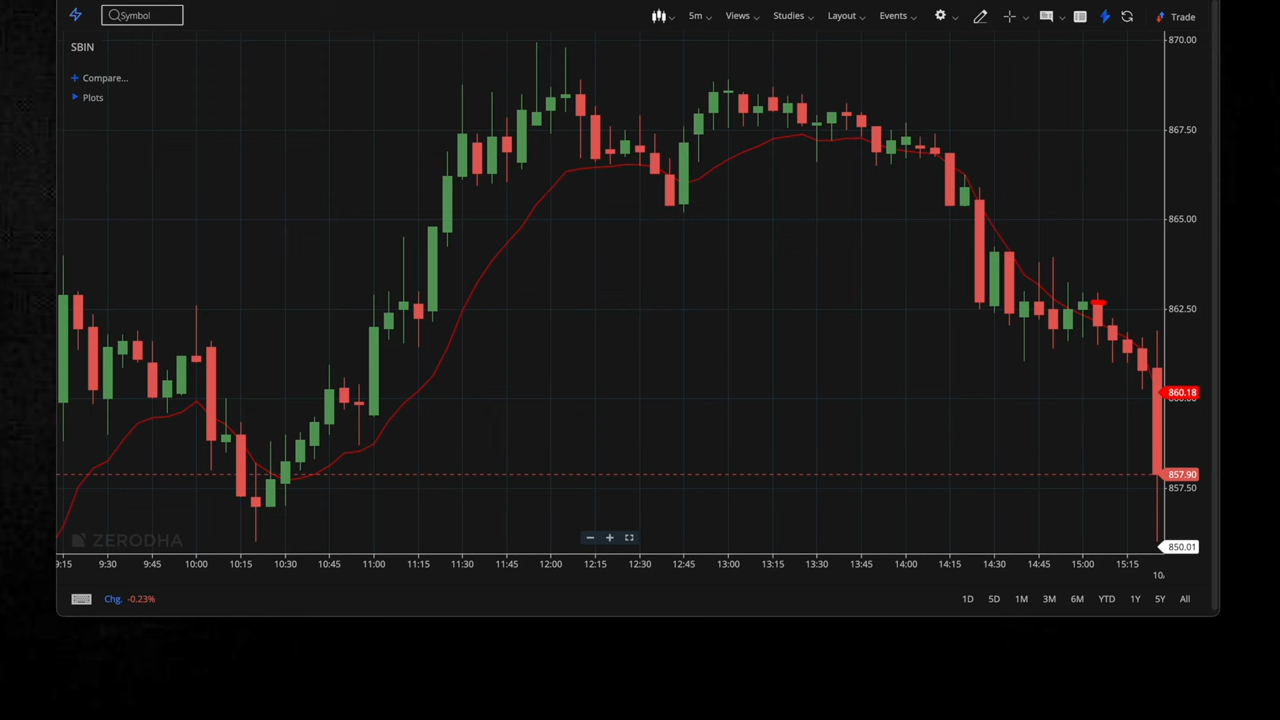 Symbol
5m Views Studies Layout Events Trade
SBIN
Compare...
Plots
870.00
867.50
865.00
862.50
860.18
857.90
857.50
850.01
ZERODHA
9:15 9:30 9:45 10:00 10:15 10:30 10:45 11:00 11:15 11:30 11:45 12:00 12:15 12:30 12:45 13:00 13:15 13:30 13:45 14:00 14:15 14:30 14:45 15:00 15:15
10
Chg. -0.23%
1D 5D 1M 3M 6M YTD 1Y 5Y All